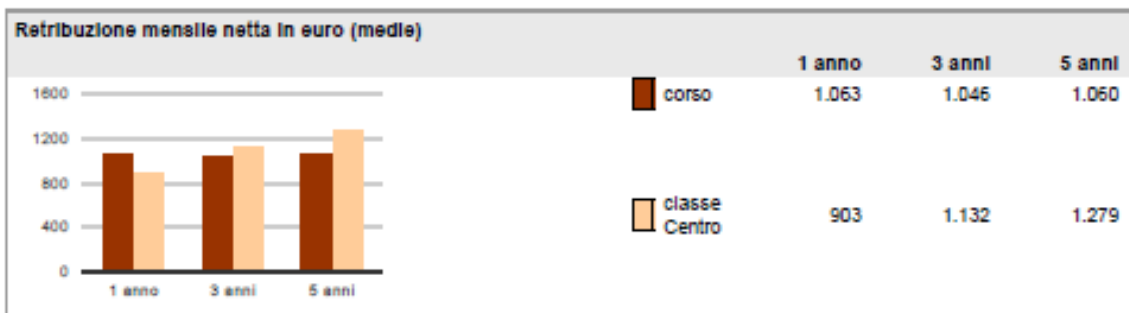 Retribuzione mensile netta in euro (medie)
1 anno 3 anni 5 anni
corso 1.063 1.046 1.060
classe
Centro 903 1.132 1.279
1600
1200
800
400
0
1 anno 3 anni 5 anni